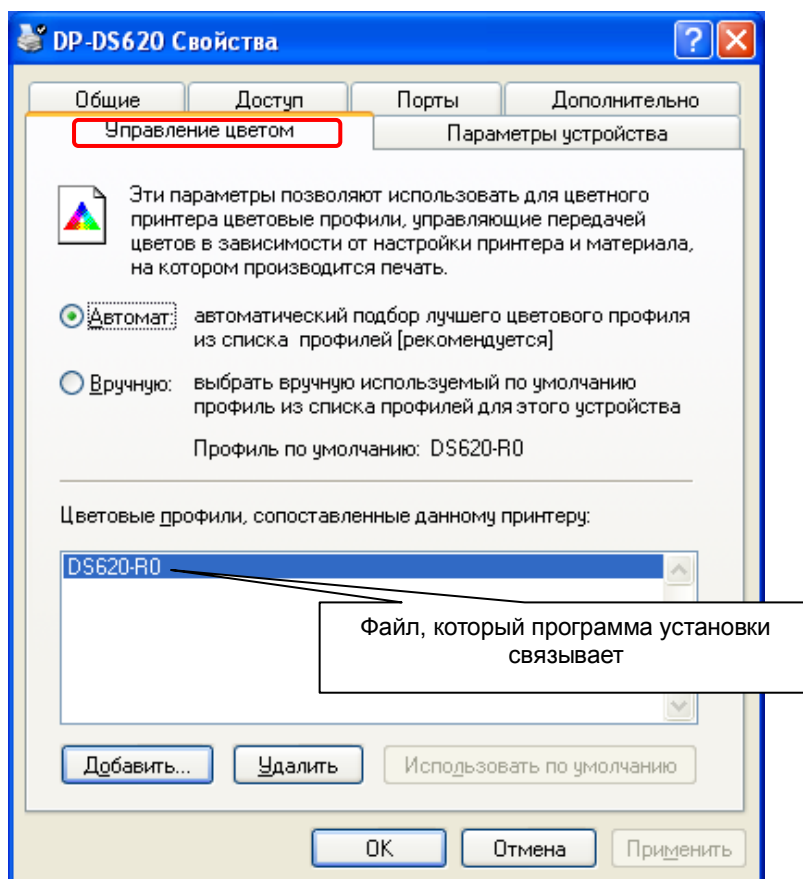 DP-DS620 Свойства
Общие
Доступ
Порты
Дополнительно
Управление цветом
Параметры устройства
Эти параметры позволяют использовать для цветного
принтера цветовые профили, управляющие передачей
цветов в зависимости от настройки принтера и материала,
на котором производится печать.
Автомат: автоматический подбор лучшего цветового профиля
из списка профилей [рекомендуется]
Вручную: выбрать вручную используемый по умолчанию
профиль из списка профилей для этого устройства
Профиль по умолчанию: DS620-R0
Цветовые профили, сопоставленные данному принтеру:
DS620-R0
Файл, который программа установки
связывает
Добавить...
Удалить
Использовать по умолчанию
OK
Отмена
Применить